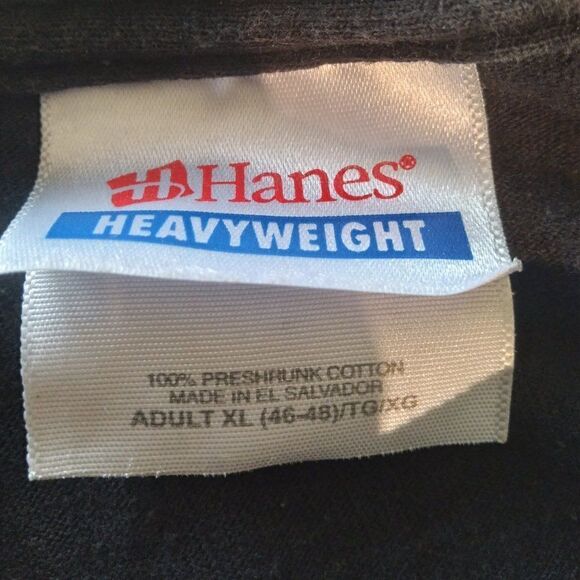 Hanes®
HEAVYWEIGHT
100% PRESHRUNK COTTON
MADE IN EL SALVADOR
ADULT XL (46-48)/TG/XG